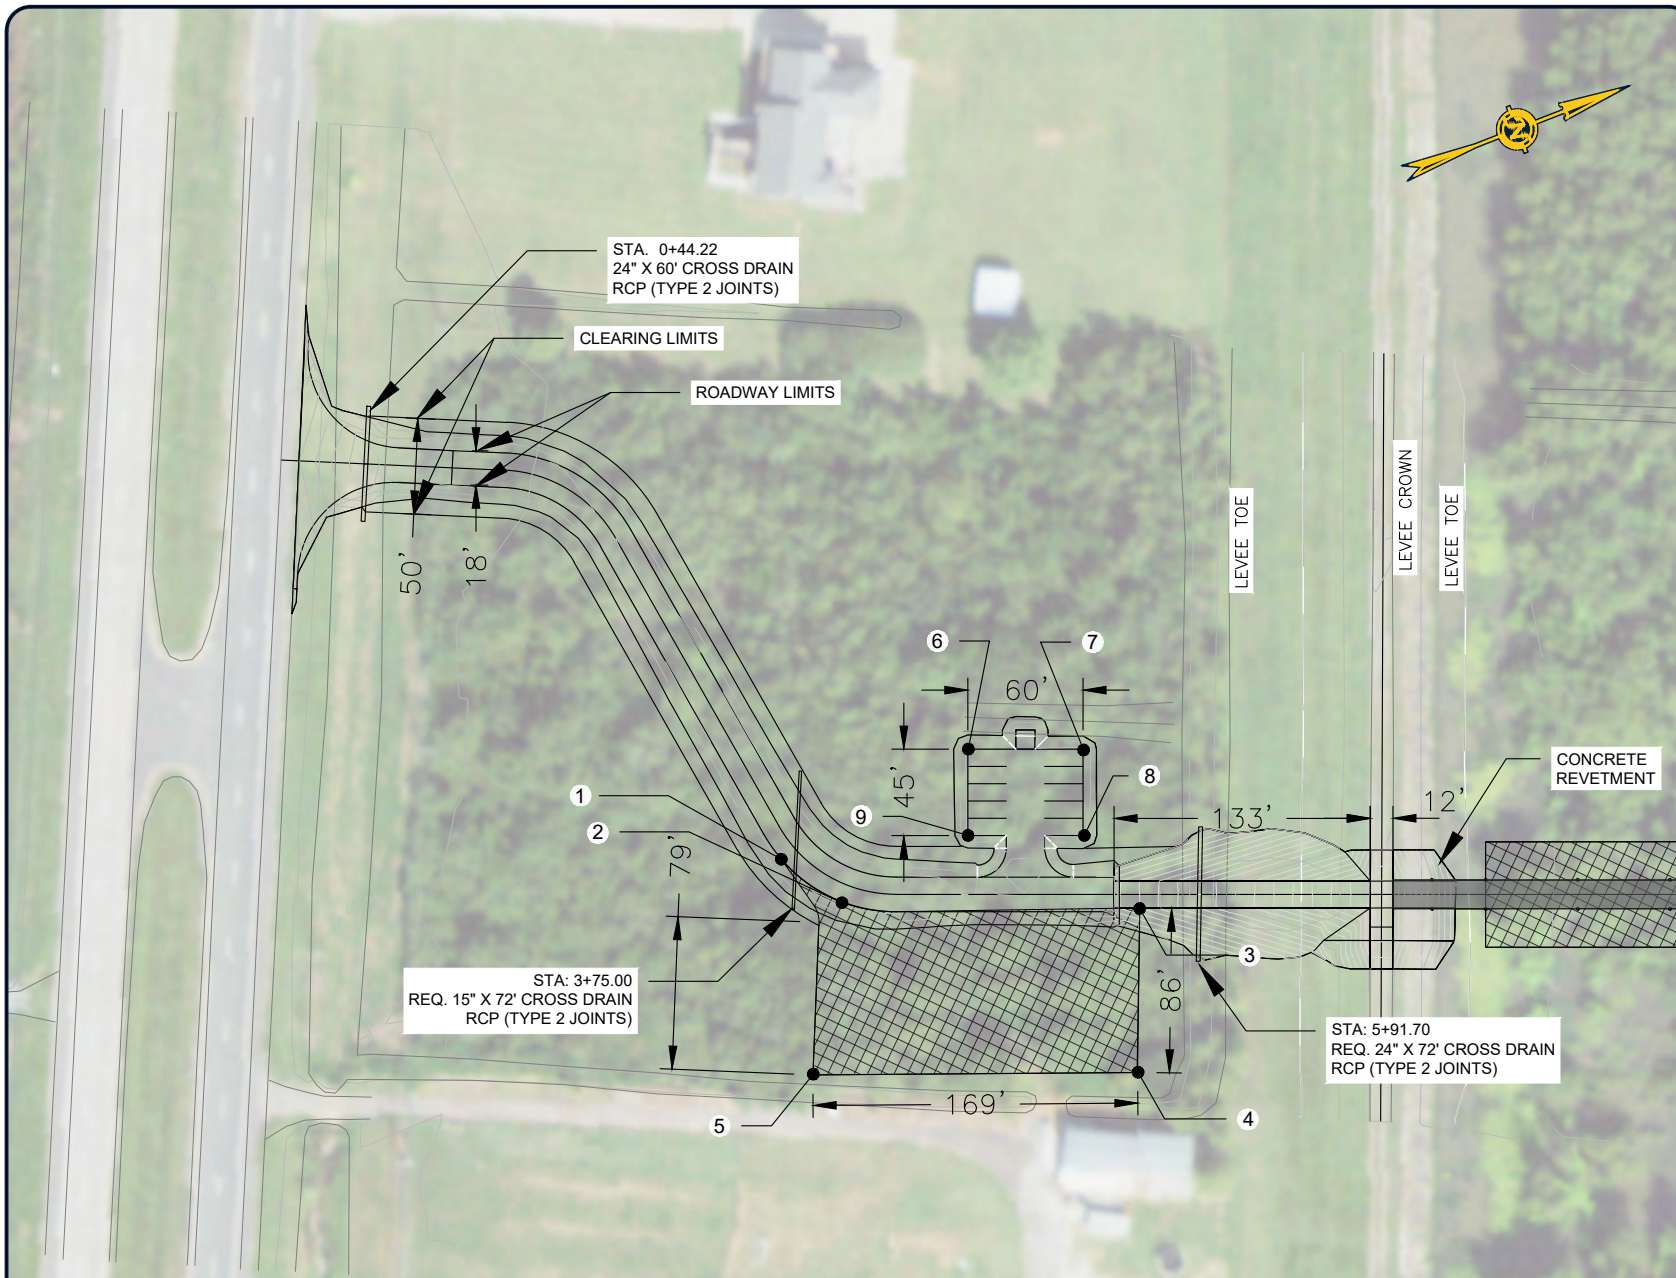 STA. 0+44.22
24" X 60' CROSS DRAIN
RCP (TYPE 2 JOINTS)
CLEARING LIMITS
ROADWAY LIMITS
N
50'
18'
LEVEE TOE
LEVEE CROWN
LEVEE TOE
6
7
60'
45'
8
9
1
2
79'
133'
12'
CONCRETE
REVETMENT
3
86'
STA: 3+75.00
REQ. 15" X 72' CROSS DRAIN
RCP (TYPE 2 JOINTS)
STA: 5+91.70
REQ. 24" X 72' CROSS DRAIN
RCP (TYPE 2 JOINTS)
169'
5
4